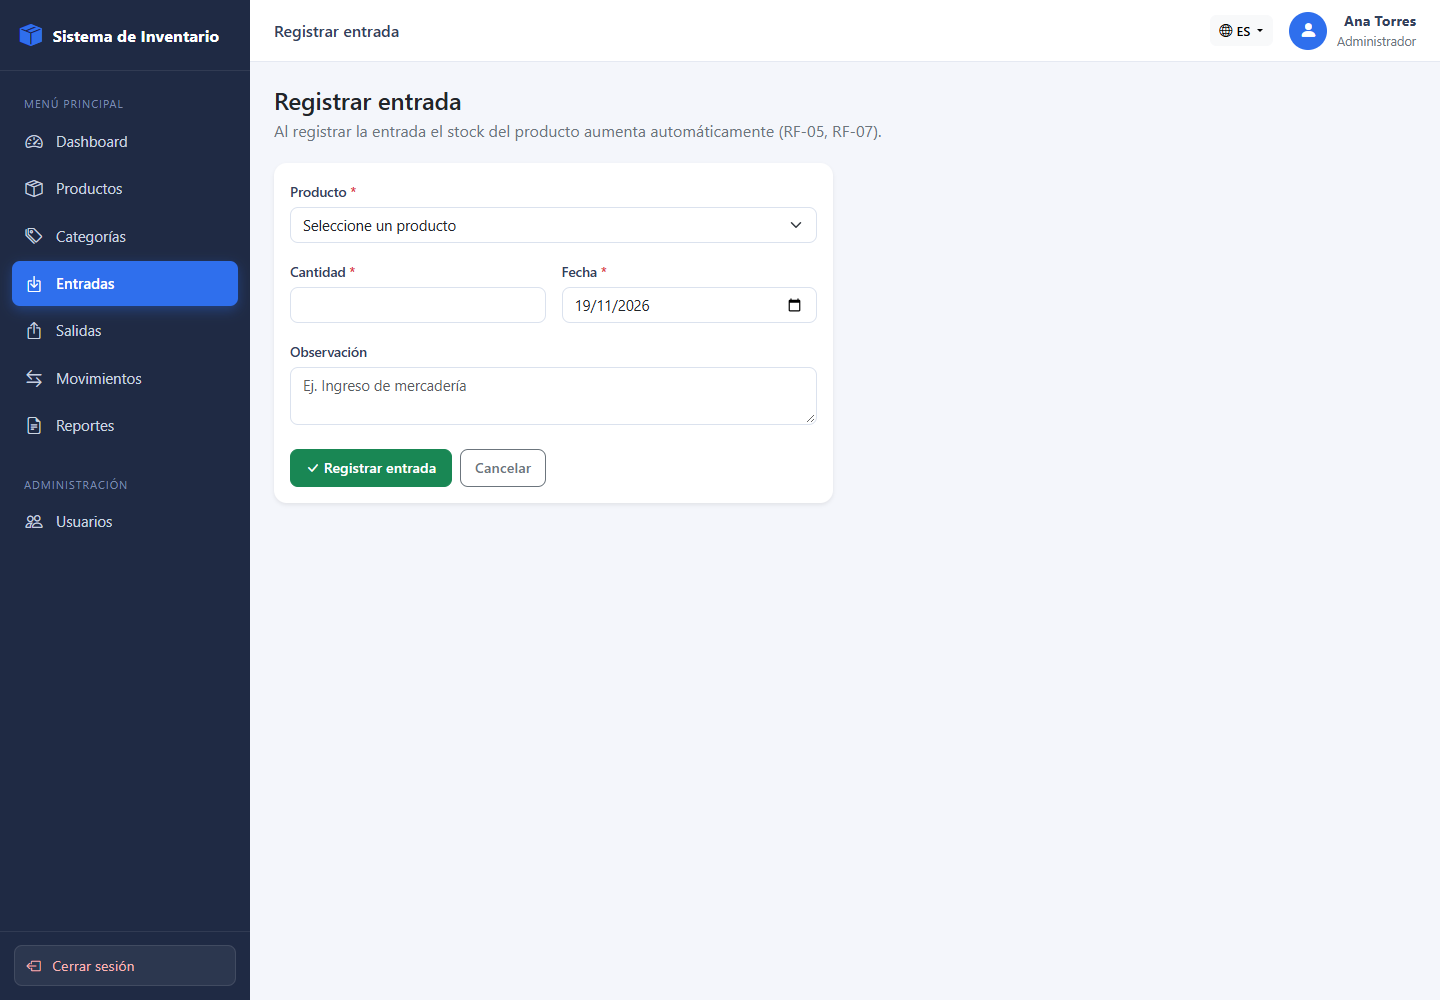 Sistema de Inventario
MENÚ PRINCIPAL
Dashboard
Productos
Categorías
Entradas
Salidas
Movimientos
Reportes
ADMINISTRACIÓN
Usuarios
Cerrar sesión
Registrar entrada
ES
Ana Torres
Administrador
Registrar entrada
Al registrar la entrada el stock del producto aumenta automáticamente (RF-05, RF-07).
Producto *
Seleccione un producto
Cantidad *
Fecha *
19/11/2026
Observación
Ej. Ingreso de mercadería
Registrar entrada
Cancelar